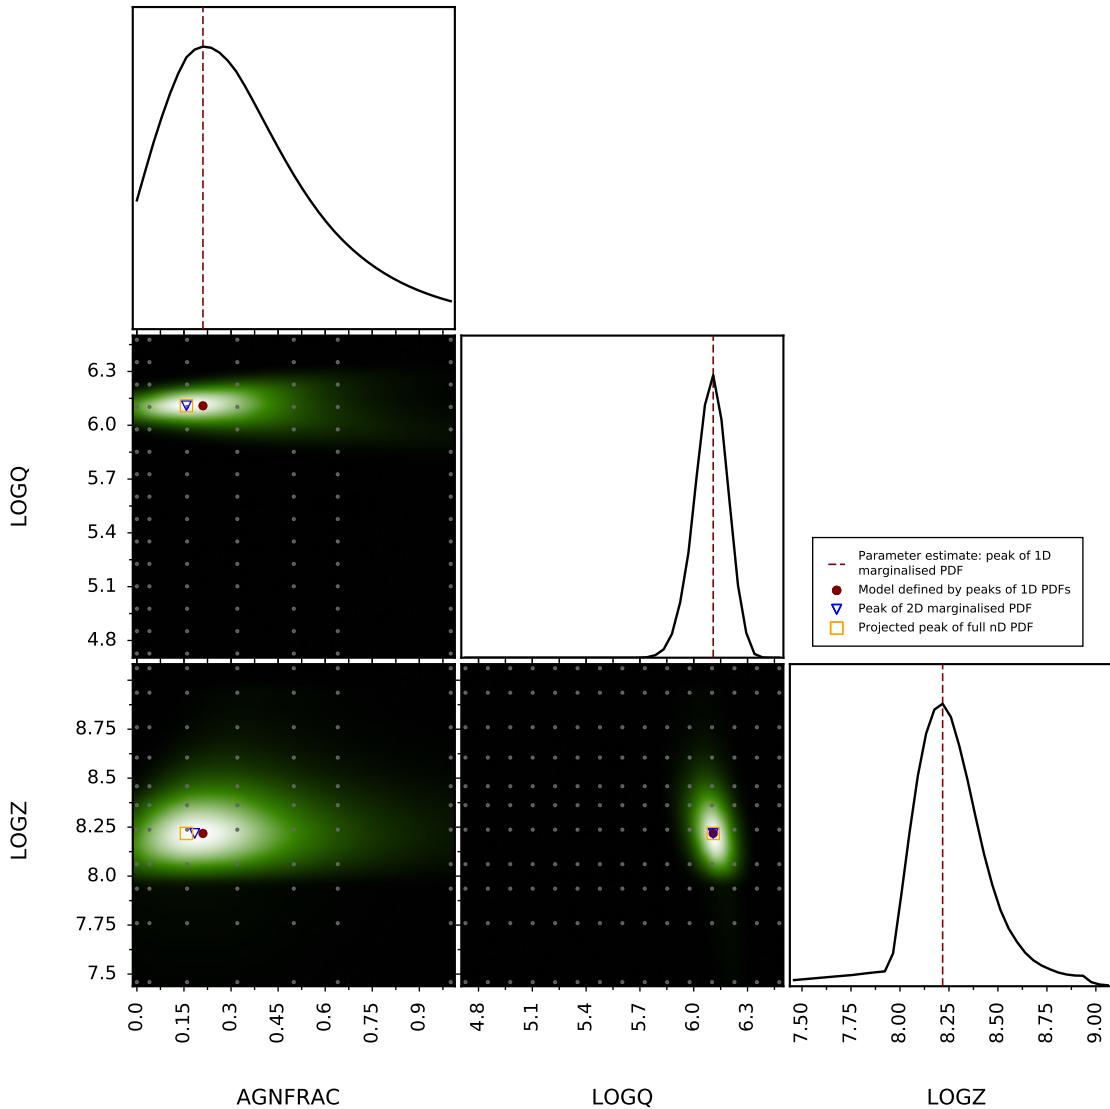 6.3
6.0
5.7
5.4
5.1
4.8
LOGQ
Parameter estimate: peak of 1D
marginalised PDF
Model defined by peaks of 1D PDFs
Peak of 2D marginalised PDF
Projected peak of full nD PDF
8.75
8.5
8.25
8.0
7.75
7.5
LOGZ
0.0 0.15 0.3 0.45 0.6 0.75 0.9
4.8 5.1 5.4 5.7 6.0 6.3
7.50 7.75 8.00 8.25 8.50 8.75 9.00
AGNFRAC LOGQ LOGZ